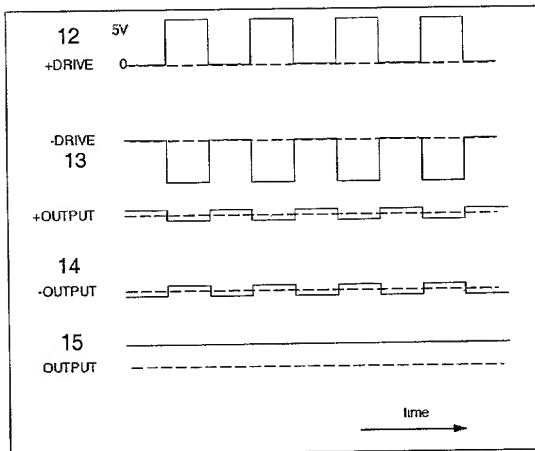 12
5V
+DRIVE
0
-DRIVE
13
+OUTPUT
14
-OUTPUT
15
OUTPUT
time